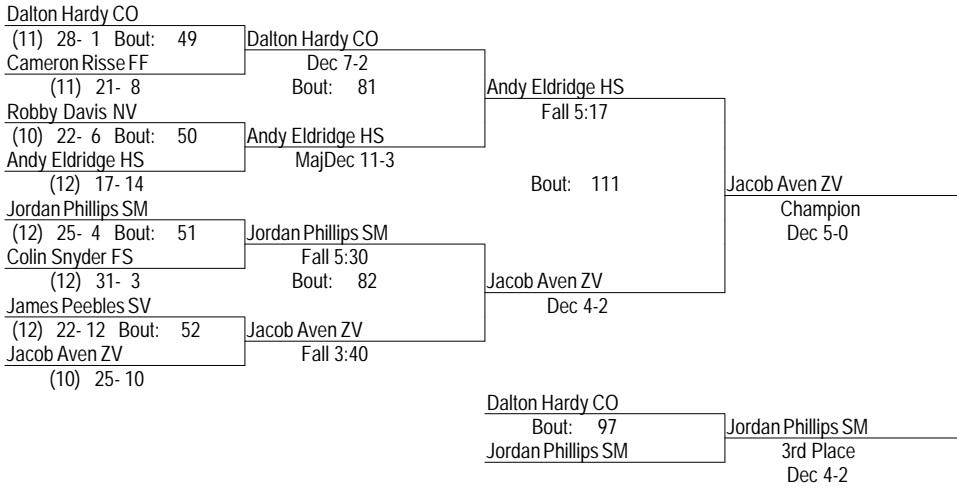 Dalton Hardy CO
(11) 28- 1 Bout: 49
Cameron Risse FF
(11) 21- 8
Robby Davis NV
(10) 22- 6 Bout: 50
Andy Eldridge HS
(12) 17- 14
Jordan Phillips SM
(12) 25- 4 Bout: 51
Colin Snyder FS
(12) 31- 3
James Peebles SV
(12) 22- 12 Bout: 52
Jacob Aven ZV
(10) 25- 10
Dalton Hardy CO
Dec 7-2
Bout: 81
Andy Eldridge HS
MajDec 11-3
Jordan Phillips SM
Fall 5:30
Bout: 82
Jacob Aven ZV
Fall 3:40
Andy Eldridge HS
Fall 5:17
Bout: 111
Jacob Aven ZV
Dec 4-2
Jacob Aven ZV
Champion
Dec 5-0
Dalton Hardy CO
Bout: 97
Jordan Phillips SM
Jordan Phillips SM
3rd Place
Dec 4-2